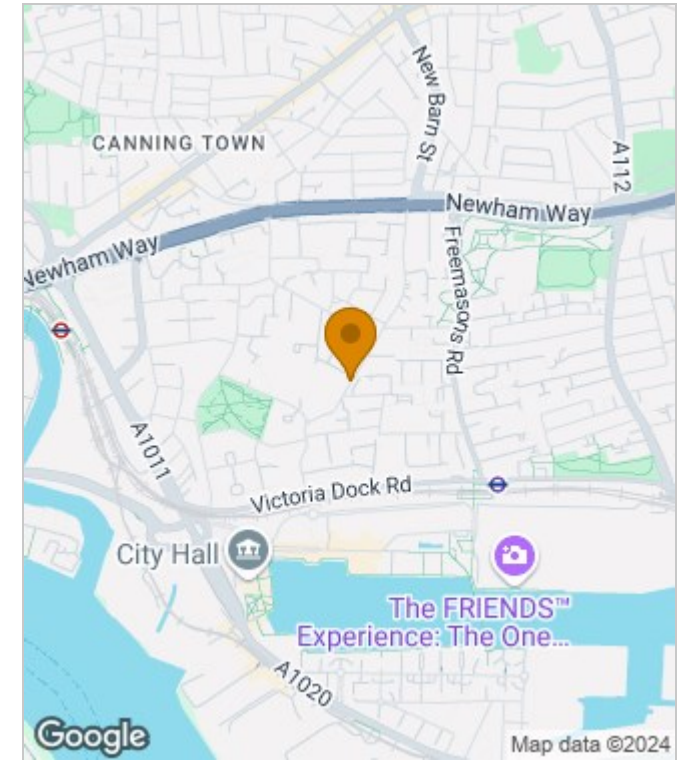 New Barn St
CANNING TOWN
A112
Newham Way
Newham Way
Freemasons Rd
A1011
Victoria Dock Rd
City Hall
The FRIENDS™
Experience: The One...
A1020
Google
Map data ©2024